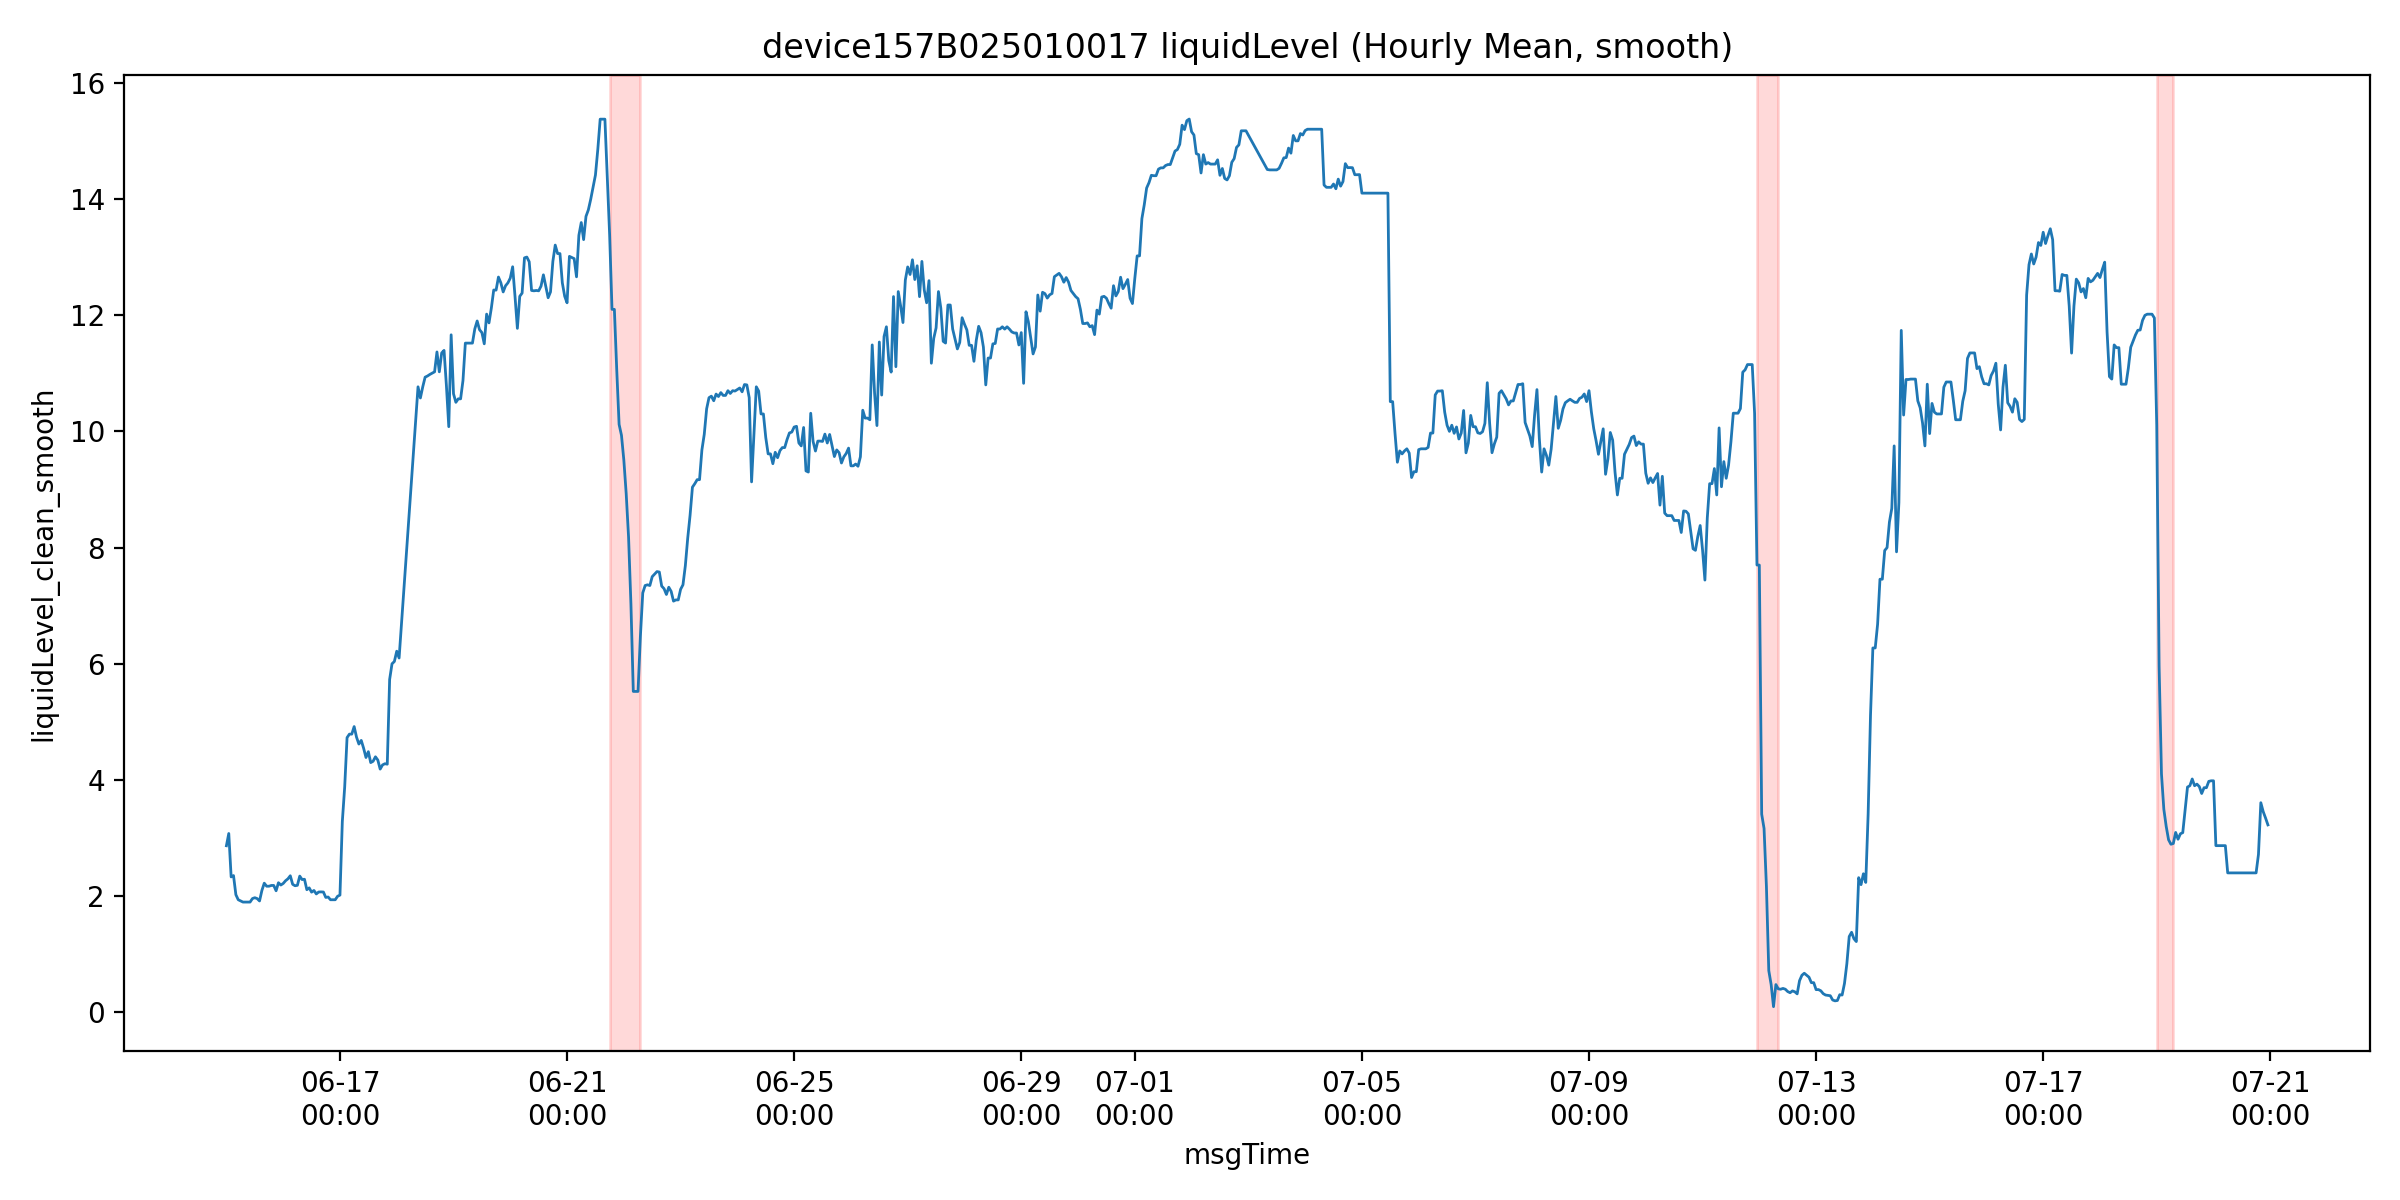 device157B025010017 liquidLevel (Hourly Mean, smooth)
16
14
12
10
8
6
4
2
0
liquidLevel_clean_smooth
06-17 06-21 06-25 06-29 07-01 07-05 07-09 07-13 07-17 07-21
00:00 00:00 00:00 00:00 00:00 00:00 00:00 00:00 00:00 00:00
msgTime